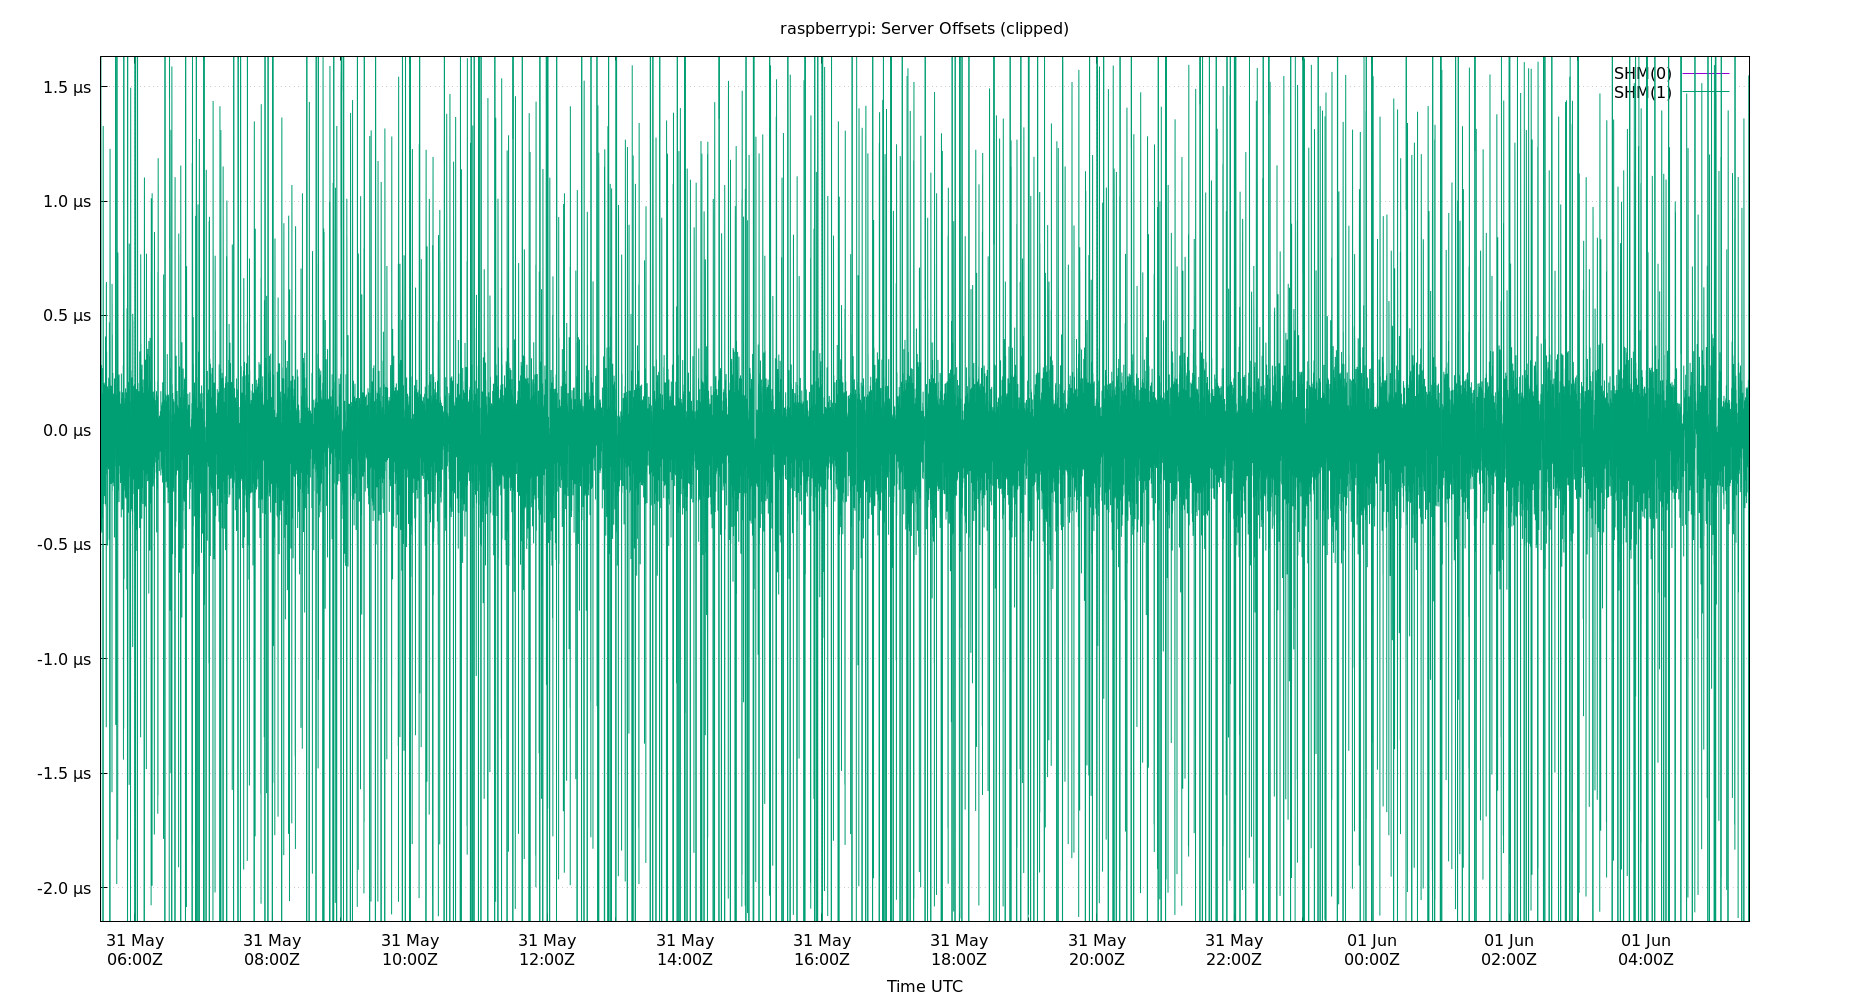 raspberrypi: Server Offsets (clipped)
SHM(0)
SHM(1)
1.5 µs
1.0 µs
0.5 µs
0.0 µs
-0.5 µs
-1.0 µs
-1.5 µs
-2.0 µs
31 May 31 May 31 May 31 May 31 May 31 May 31 May 31 May 31 May 01 Jun 01 Jun 01 Jun
06:00Z 08:00Z 10:00Z 12:00Z 14:00Z 16:00Z 18:00Z 20:00Z 22:00Z 00:00Z 02:00Z 04:00Z
Time UTC